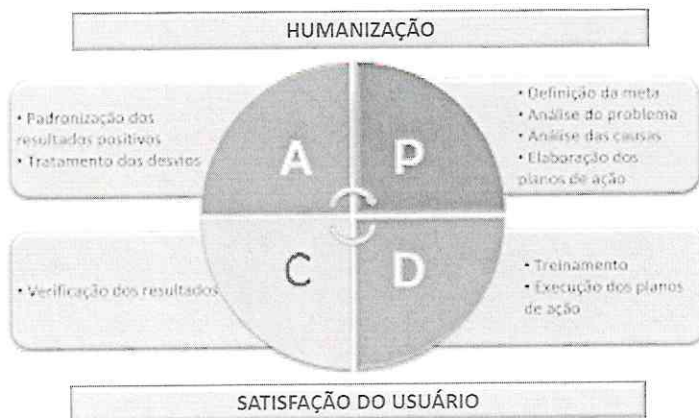 HUMANIZAÇÃO
• Padronização dos
resultados positivos
• Tratamento dos desvios
A
P
• Definição da meta
• Análise do problema
• Análise das causas
• Elaboração dos
planos de ação
• Verificação dos resultados
C
D
• Treinamento
• Execução dos planos
de ação
SATISFAÇÃO DO USUÁRIO